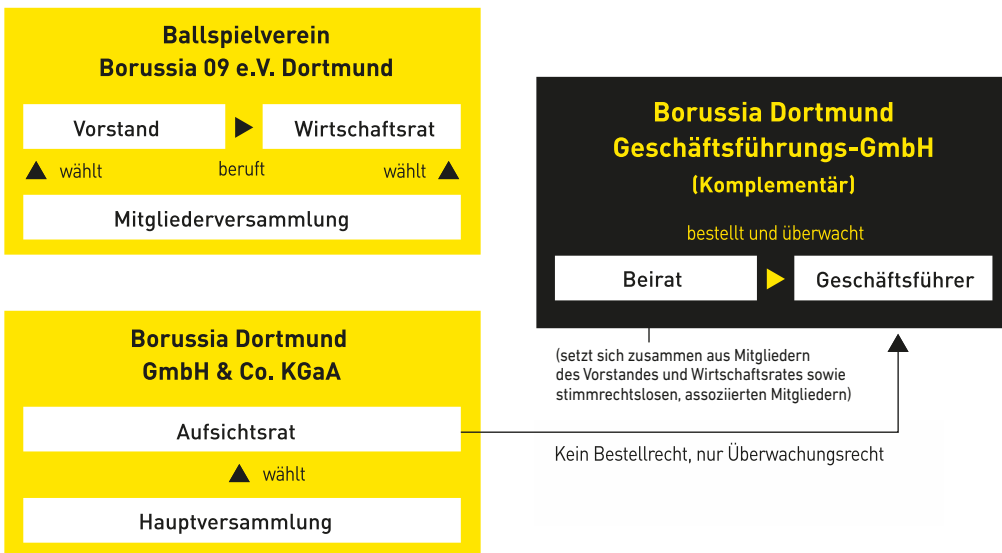 Ballspielverein
Borussia 09 e.V. Dortmund
Vorstand
Wirtschaftsrat
wählt
beruft
wählt
Mitgliederversammlung
Borussia Dortmund
GmbH & Co. KGaA
Aufsichtsrat
wählt
Hauptversammlung
Borussia Dortmund
Geschäftsführungs-GmbH
(Komplementär)
bestellt und überwacht
Beirat
Geschäftsführer
(setzt sich zusammen aus Mitgliedern
des Vorstandes und Wirtschaftsrates sowie
stimmrechtslosen, assoziierten Mitgliedern)
Kein Bestellrecht, nur Überwachungsrecht